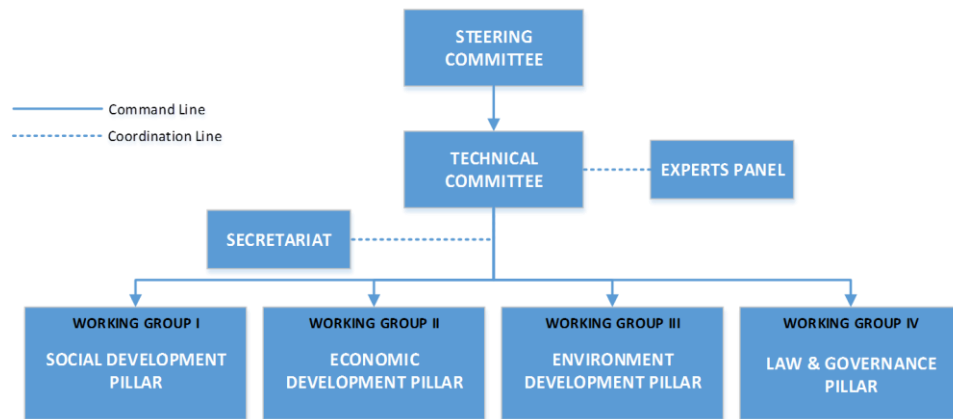 STEERING
COMMITTEE
Command Line
Coordination Line
TECHNICAL
COMMITTEE
EXPERTS PANEL
SECRETARIAT
WORKING GROUP I
SOCIAL DEVELOPMENT
PILLAR
WORKING GROUP II
ECONOMIC
DEVELOPMENT PILLAR
WORKING GROUP III
ENVIRONMENT
DEVELOPMENT PILLAR
WORKING GROUP IV
LAW & GOVERNANCE
PILLAR